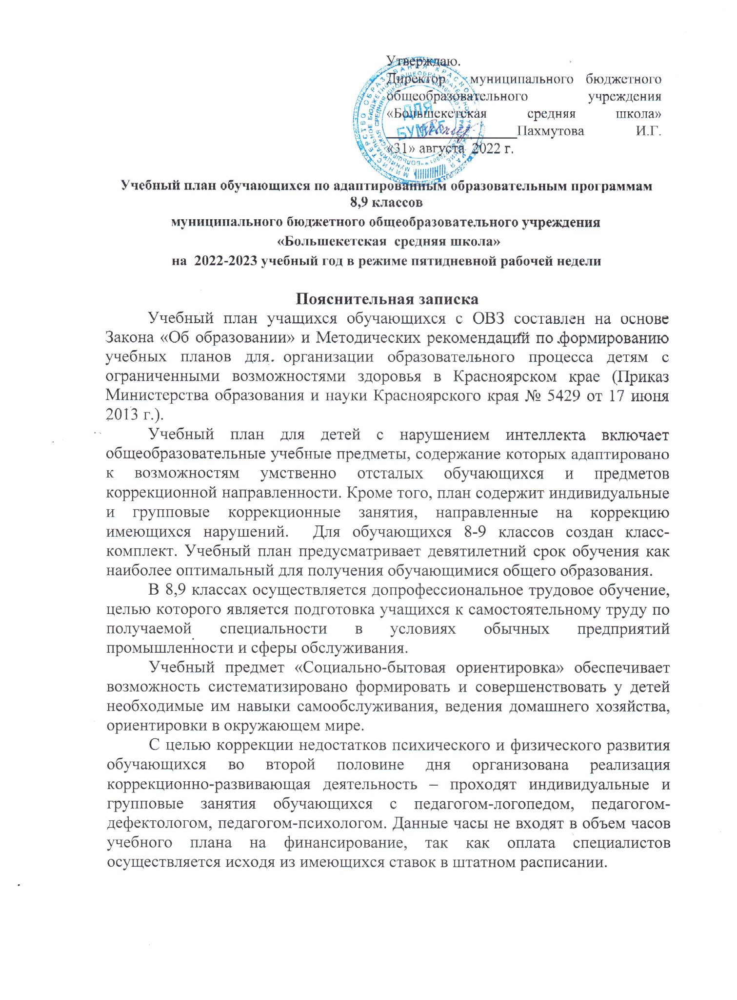 Утверждаю.
Директор муниципального бюджетного
общеобразовательного учреждения
«Большекетская средняя школа»
Пахмутова И.Г.
«31» августа 2022 г.
ДЛЯ
БУМАГ
Учебный план обучающихся по адаптированным образовательным программам
8,9 классов
муниципального бюджетного общеобразовательного учреждения
«Большекетская средняя школа»
на 2022-2023 учебный год в режиме пятидневной рабочей недели
Пояснительная записка
Учебный план учащихся обучающихся с ОВЗ составлен на основе
Закона «Об образовании» и Методических рекомендаций по формированию
учебных планов для организации образовательного процесса детям с
ограниченными возможностями здоровья в Красноярском крае (Приказ
Министерства образования и науки Красноярского края № 5429 от 17 июня
2013 г.).
Учебный план для детей с нарушением интеллекта включает
общеобразовательные учебные предметы, содержание которых адаптировано
к возможностям умственно отсталых обучающихся и предметов
коррекционной направленности. Кроме того, план содержит индивидуальные
и групповые коррекционные занятия, направленные на коррекцию
имеющихся нарушений. Для обучающихся 8-9 классов создан класс-
комплект. Учебный план предусматривает девятилетний срок обучения как
наиболее оптимальный для получения обучающимися общего образования.
В 8,9 классах осуществляется допрофессиональное трудовое обучение,
целью которого является подготовка учащихся к самостоятельному труду по
получаемой специальности в условиях обычных предприятий
промышленности и сферы обслуживания.
Учебный предмет «Социально-бытовая ориентировка» обеспечивает
возможность систематизировано формировать и совершенствовать у детей
необходимые им навыки самообслуживания, ведения домашнего хозяйства,
ориентировки в окружающем мире.
С целью коррекции недостатков психического и физического развития
обучающихся во второй половине дня организована реализация
коррекционно-развивающая деятельность – проходят индивидуальные и
групповые занятия обучающихся с педагогом-логопедом, педагогом-
дефектологом, педагогом-психологом. Данные часы не входят в объем часов
учебного плана на финансирование, так как оплата специалистов
осуществляется исходя из имеющихся ставок в штатном расписании.